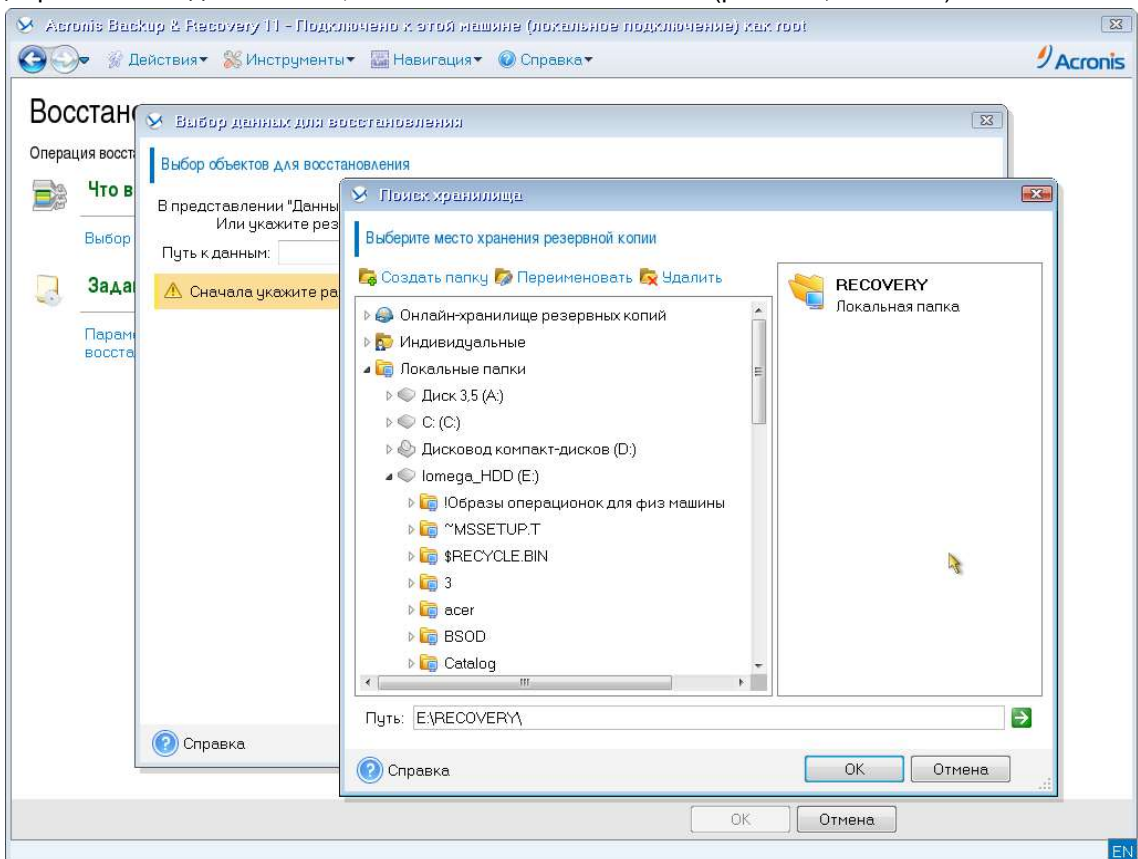 Acronis Backup & Recovery 11 - Подключено к этой машине (локальное подключение) как root
Действия Инструменты Навигация Справка
Acronis
Восстан
Выбор данных для восстановления
Операция восст
Выбор объектов для восстановления
Что в
В представлении "Данны
Или укажите рез
Выбор
Путь к данным:
Зада
Сначала укажите ра
Парам
восста
Справка
Поиск хранилища
Выберите место хранения резервной копии
Создать папку Переименовать Удалить
Онлайн-хранилище резервных копий
Индивидуальные
Локальные папки
Диск 3,5 (A:)
C: (C:)
Дисковод компакт-дисков (D:)
Iomega_HDD (E:)
!Образы операционок для физ машины
~MSSETUP.T
$RECYCLE.BIN
3
acer
BSOD
Catalog
RECOVERY
Локальная папка
Путь: E:\RECOVERY\
Справка
OK Отмена
OK Отмена
EN